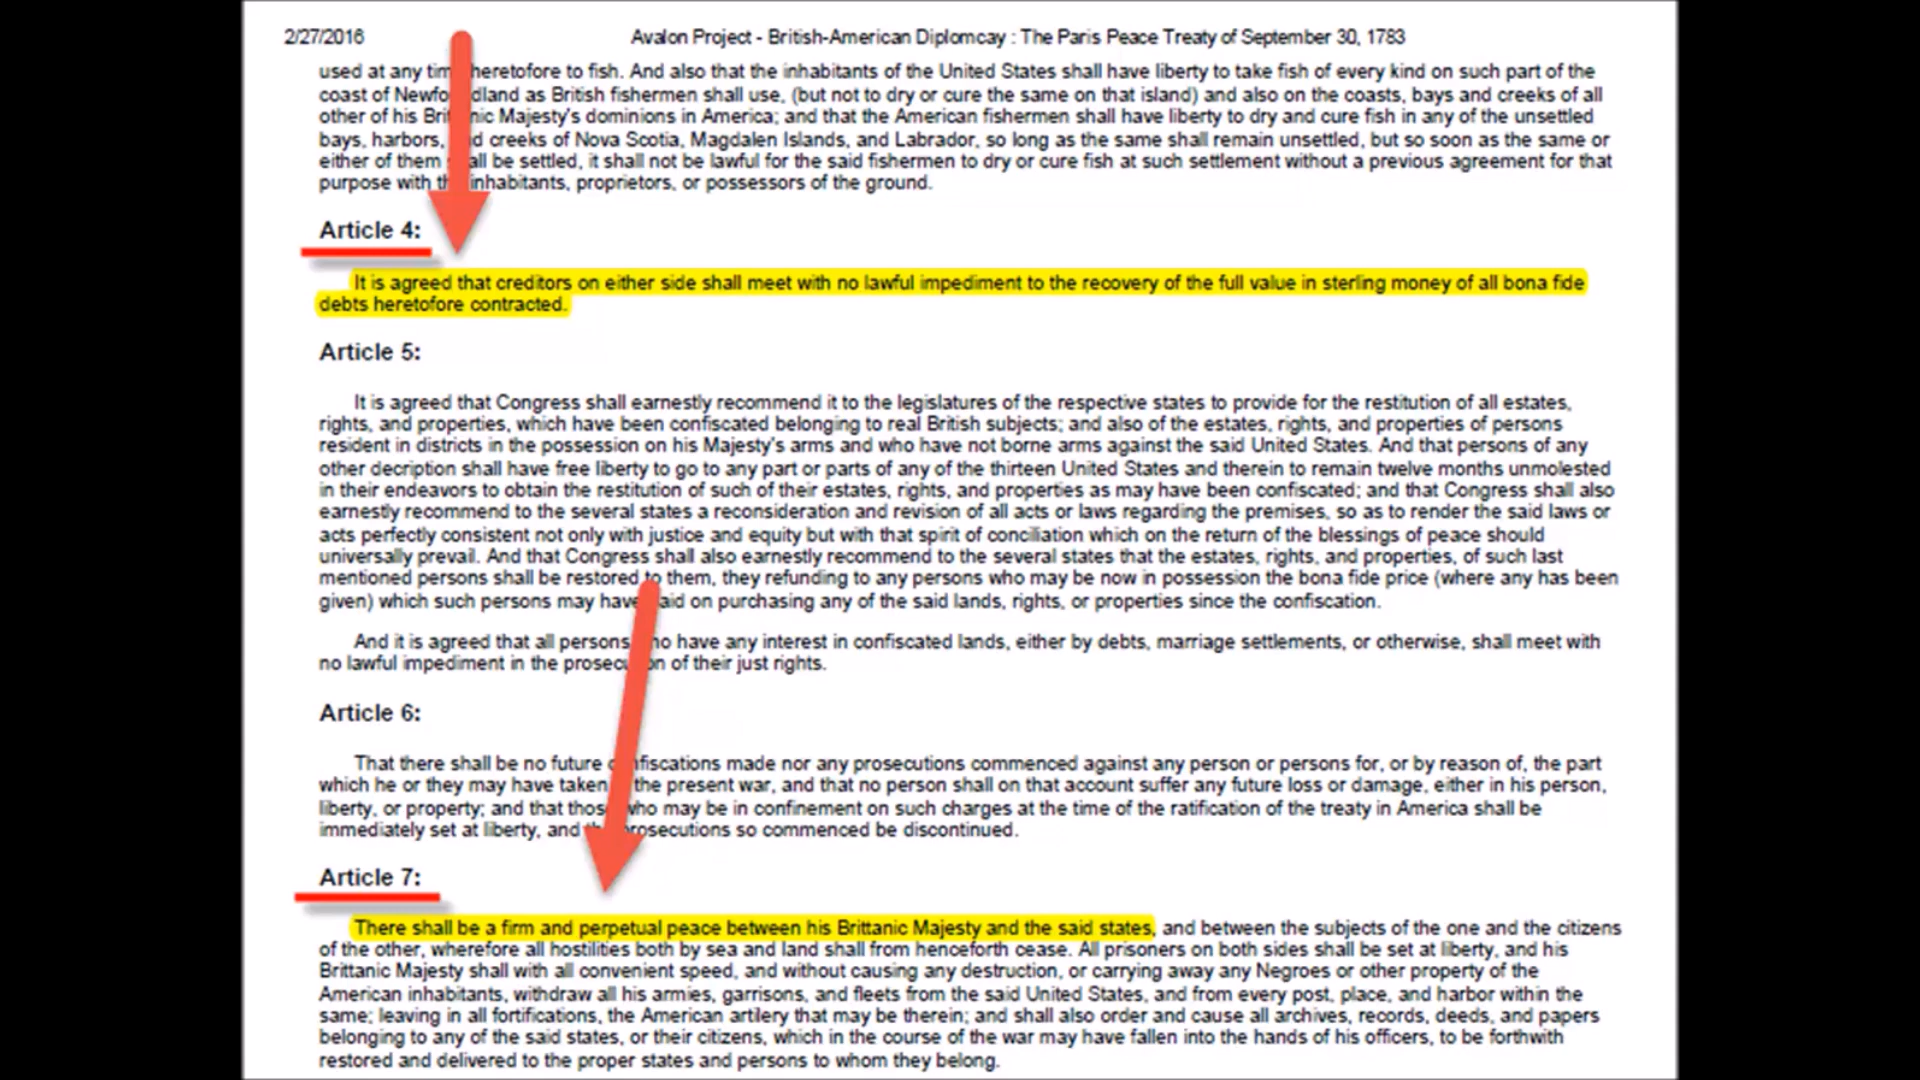 2/27/2016 Avalon Project - British-American Diplomcay : The Paris Peace Treaty of September 30, 1783
used at any tim heretofore to fish. And also that the inhabitants of the United States shall have liberty to take fish of every kind on such part of the
coast of Newfo dland as British fishermen shall use, (but not to dry or cure the same on that island) and also on the coasts, bays and creeks of all
other of his Brit nic Majesty's dominions in America; and that the American fishermen shall have liberty to dry and cure fish in any of the unsettled
bays, harbors, d creeks of Nova Scotia, Magdalen Islands, and Labrador, so long as the same shall remain unsettled, but so soon as the same or
either of them all be settled, it shall not be lawful for the said fishermen to dry or cure fish at such settlement without a previous agreement for that
purpose with th inhabitants, proprietors, or possessors of the ground.
Article 4:
It is agreed that creditors on either side shall meet with no lawful impediment to the recovery of the full value in sterling money of all bona fide
debts heretofore contracted.
Article 5:
It is agreed that Congress shall earnestly recommend it to the legislatures of the respective states to provide for the restitution of all estates,
rights, and properties, which have been confiscated belonging to real British subjects; and also of the estates, rights, and properties of persons
resident in districts in the possession on his Majesty's arms and who have not borne arms against the said United States. And that persons of any
other decription shall have free liberty to go to any part or parts of any of the thirteen United States and therein to remain twelve months unmolested
in their endeavors to obtain the restitution of such of their estates, rights, and properties as may have been confiscated; and that Congress shall also
earnestly recommend to the several states a reconsideration and revision of all acts or laws regarding the premises, so as to render the said laws or
acts perfectly consistent not only with justice and equity but with that spirit of conciliation which on the return of the blessings of peace should
universally prevail. And that Congress shall also earnestly recommend to the several states that the estates, rights, and properties, of such last
mentioned persons shall be restored to them, they refunding to any persons who may be now in possession the bona fide price (where any has been
given) which such persons may have aid on purchasing any of the said lands, rights, or properties since the confiscation.
And it is agreed that all persons ho have any interest in confiscated lands, either by debts, marriage settlements, or otherwise, shall meet with
no lawful impediment in the prosecu n of their just rights.
Article 6:
That there shall be no future c nfiscations made nor any prosecutions commenced against any person or persons for, or by reason of, the part
which he or they may have taken the present war, and that no person shall on that account suffer any future loss or damage, either in his person,
liberty, or property; and that thos ho may be in confinement on such charges at the time of the ratification of the treaty in America shall be
immediately set at liberty, and th rosecutions so commenced be discontinued.
Article 7:
There shall be a firm and perpetual peace between his Brittanic Majesty and the said states, and between the subjects of the one and the citizens
of the other, wherefore all hostilities both by sea and land shall from henceforth cease. All prisoners on both sides shall be set at liberty, and his
Brittanic Majesty shall with all convenient speed, and without causing any destruction, or carrying away any Negroes or other property of the
American inhabitants, withdraw all his armies, garrisons, and fleets from the said United States, and from every post, place, and harbor within the
same; leaving in all fortifications, the American artilery that may be therein; and shall also order and cause all archives, records, deeds, and papers
belonging to any of the said states, or their citizens, which in the course of the war may have fallen into the hands of his officers, to be forthwith
restored and delivered to the proper states and persons to whom they belong.